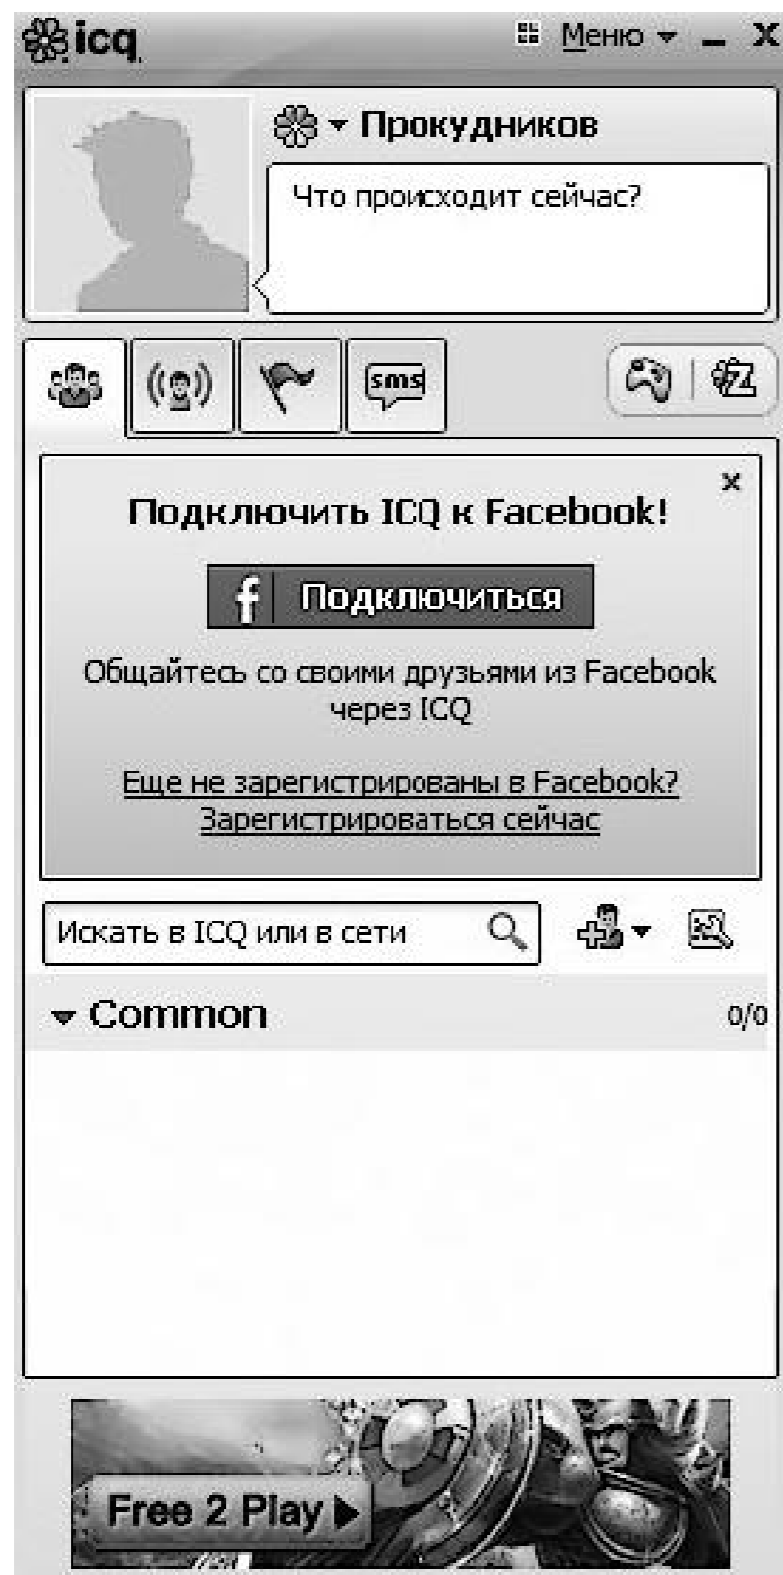 icq
Меню
Прокудников
Что происходит сейчас?
sms
Подключить ICQ к Facebook!
f Подключиться
Общайтесь со своими друзьями из Facebook
через ICQ
Еще не зарегистрированы в Facebook?
Зарегистрироваться сейчас
Искать в ICQ или в сети
Common 0/0
Free 2 Play